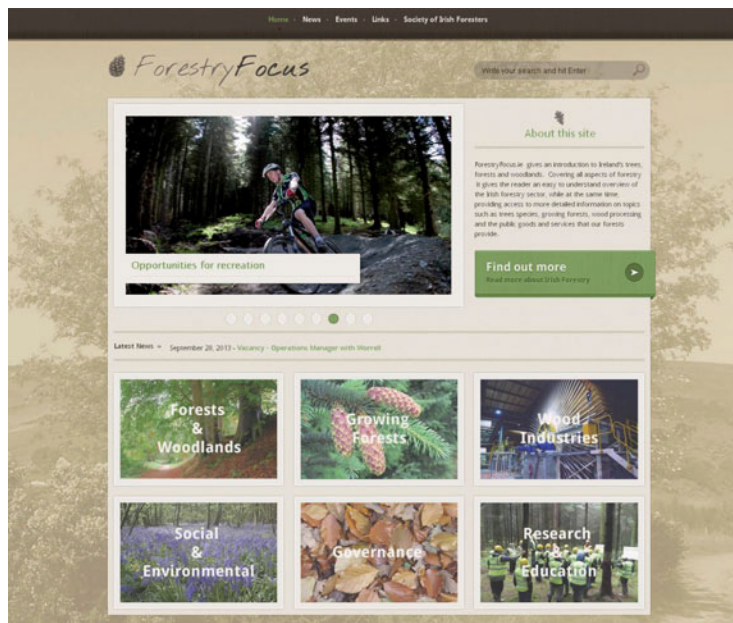 Home · News · Events · Links · Society of Irish Foresters
ForestryFocus
Write your search and hit Enter
About this site
ForestryFocus.ie gives an introduction to Ireland's trees,
forests and woodlands. Covering all aspects of forestry
it gives the reader an easy to understand overview of
the Irish forestry sector, while at the same time,
providing access to more detailed information on topics
such as trees species, growing forests, wood processing
and the public goods and services that our forests
provide.
Opportunities for recreation
Find out more
Read more about Irish Forestry
Latest News » September 20, 2013 - Vacancy - Operations Manager with Worrell
Forests
&
Woodlands
Growing
Forests
Wood
Industries
Social
&
Environmental
Governance
Research
&
Education